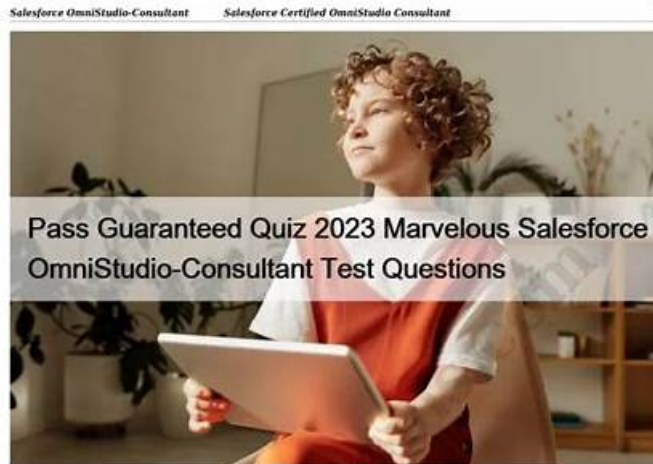 Salesforce OmniStudio-Consultant Salesforce Certified OmniStudio Consultant
Pass Guaranteed Quiz 2023 Marvelous Salesforce
OmniStudio-Consultant Test Questions